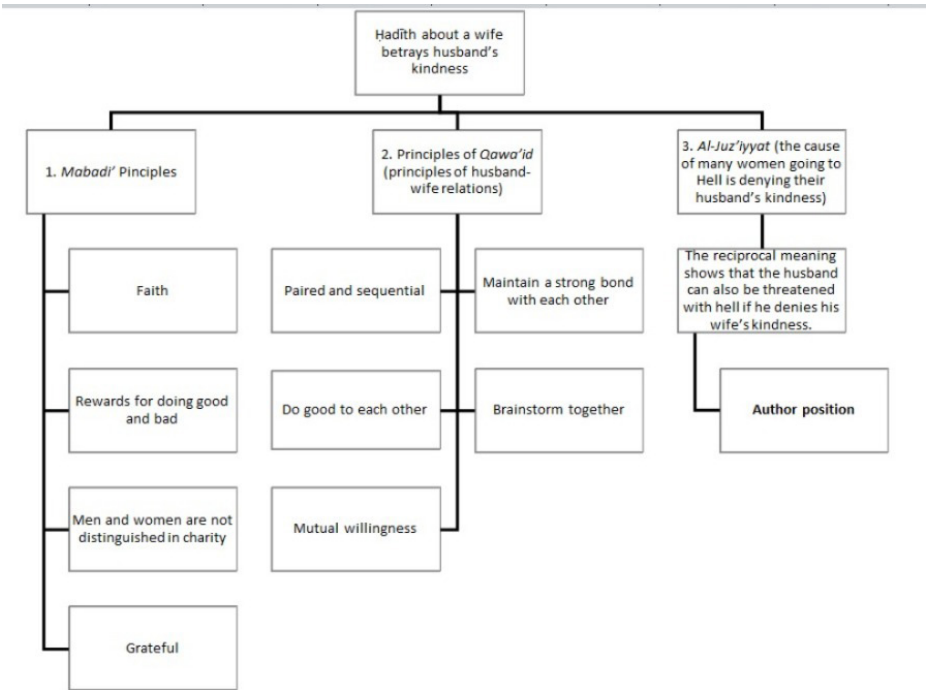 Ḥadīth about a wife
betrays husband's
kindness
1. Mabadi' Pinciples
2. Principles of Qawa'id
(principles of husband-
wife relations)
3. Al-Juz'iyyat (the cause
of many women going to
Hell is denying their
husband's kindness)
Faith
Paired and sequential
Maintain a strong bond
with each other
The reciprocal meaning
shows that the husband
can also be threatened
with hell if he denies his
wife's kindness.
Rewards for doing good
and bad
Do good to each other
Brainstorm together
Author position
Men and women are not
distinguished in charity
Mutual willingness
Grateful